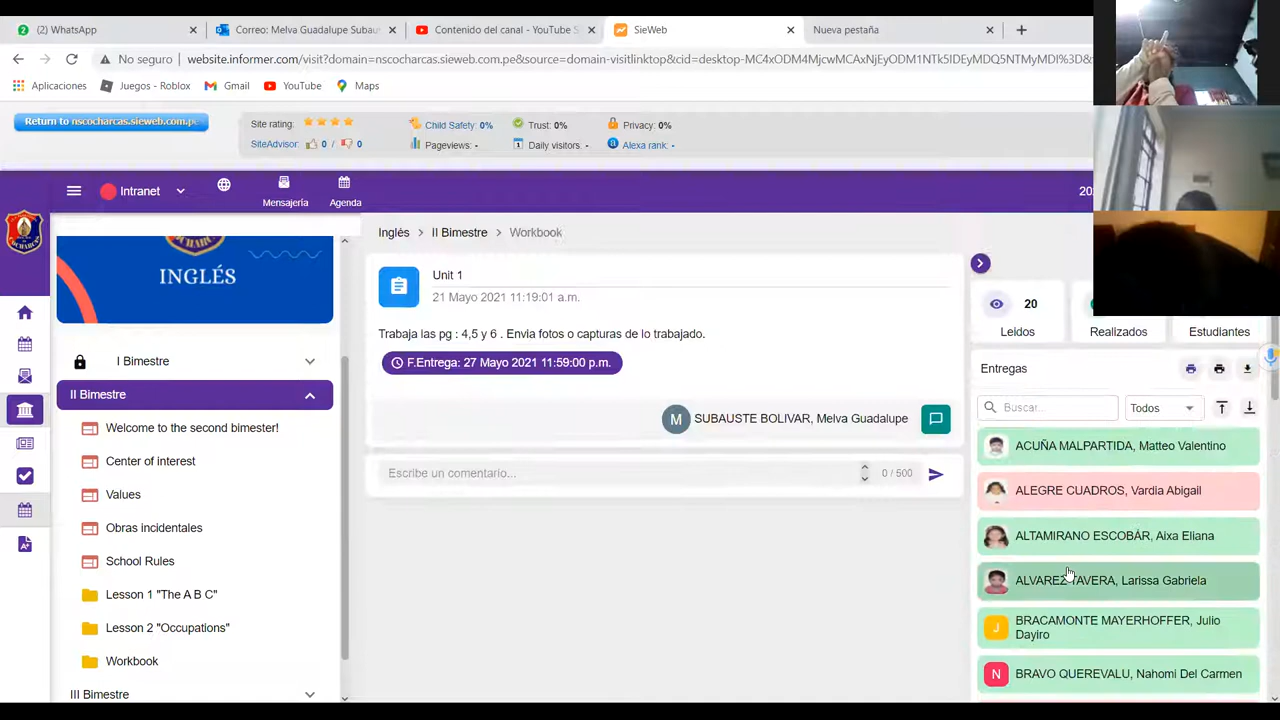 (2) WhatsApp
Correo: Melva Guadalupe Subau
Contenido del canal - YouTube S
SieWeb
Nueva pestaña
No seguro
website.informer.com/visit?domain=nscocharcas.sieweb.com.pe&source=domain-visitlinktop&cid=desktop-
Aplicaciones
Juegos - Roblox
Gmail
YouTube
Maps
Return to nscocharcas.sieweb.com.pe
Site rating:
Child Safety: 0%
Trust: 0%
Privacy: 0%
SiteAdvisor:
0 /
0
Pageviews: -
Daily visitors: -
Alexa rank: -
Intranet
Mensajería
Agenda
20
COCHARCAS
INGLÉS
I Bimestre
II Bimestre
Welcome to the second bimester!
Center of interest
Values
Obras incidentales
School Rules
Lesson 1 "The A B C"
Lesson 2 "Occupations"
Workbook
III Bimestre
Inglés > II Bimestre > Workbook
Unit 1
21 Mayo 2021 11:19:01 a.m.
Trabaja las pg : 4,5 y 6 . Envia fotos o capturas de lo trabajado.
F.Entrega: 27 Mayo 2021 11:59:00 p.m.
M SUBAUSTE BOLIVAR, Melva Guadalupe
Escribe un comentario...
0 / 500
20
Leidos
Realizados
Estudiantes
Entregas
Buscar...
Todos
ACUÑA MALPARTIDA, Matteo Valentino
ALEGRE CUADROS, Vardia Abigail
ALTAMIRANO ESCOBÁR, Aixa Eliana
ALVAREZ TAVERA, Larissa Gabriela
J BRACAMONTE MAYERHOFFER, Julio
Dayiro
N BRAVO QUEREVALU, Nahomi Del Carmen